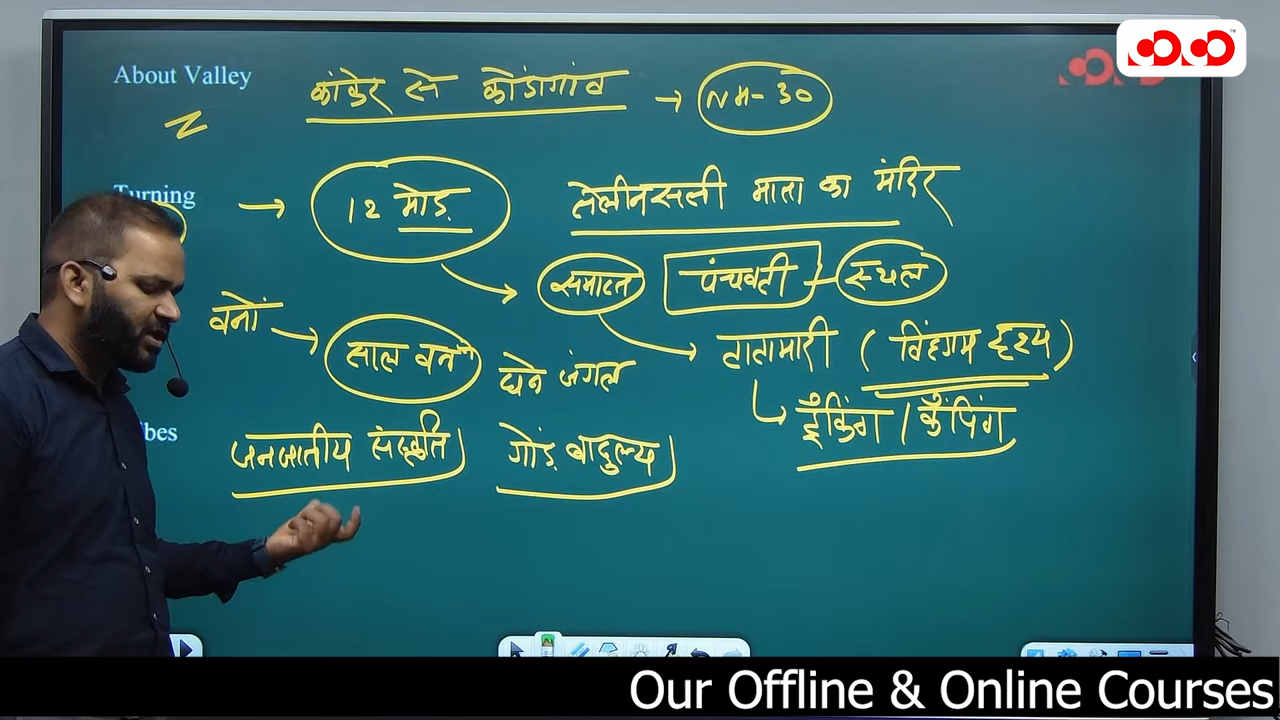 About Valley
कांकेर से कोंडागांव → NH-30
Turning → 12 मोड़
तेलीनसत्ती माता का मंदिर
समाप्त पंचवटी - स्थल
वनों → साल वन
घने जंगल
टाटामारी (विहंगम दृश्य)
ट्रैकिंग / कैंपिंग
जनजातीय संस्कृति
गोंड़ बाहुल्य
Our Offline & Online Courses